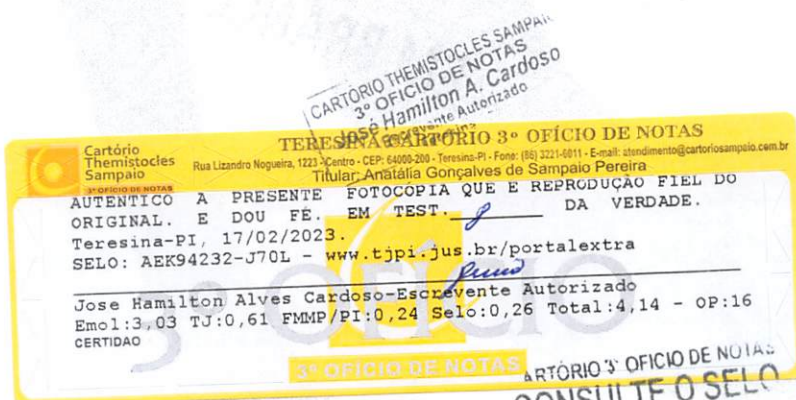 CARTÓRIO THEMISTOCLES SAMPAIO
3º OFICIO DE NOTAS
José Hamilton A. Cardoso
Escrevente Autorizado
Cartório
Themistocles
Sampaio
3º OFICIO DE NOTAS
TERESINA CARTÓRIO 3º OFÍCIO DE NOTAS
Rua Lizandro Nogueira, 1223 - Centro - CEP: 64000-200 - Teresina-PI - Fone: (86) 3221-6011 - E-mail: atendimento@cartoriosampaio.com.br
Titular: Anatália Gonçalves de Sampaio Pereira
AUTENTICO A PRESENTE FOTOCÓPIA QUE E REPRODUÇÃO FIEL DO
ORIGINAL. E DOU FÉ. EM TEST. DA VERDADE.
Teresina-PI, 17/02/2023.
SELO: AEK94232-J70L - www.tjpi.jus.br/portalextra
Jose Hamilton Alves Cardoso-Escrevente Autorizado
Emol:3,03 TJ:0,61 FMMP/PI:0,24 Selo:0,26 Total:4,14 - OP:16
CERTIDAO
3º OFÍCIO
3º OFICIO DE NOTAS
ARTÓRIO 3º OFICIO DE NOTAS
CONSULTE O SELO